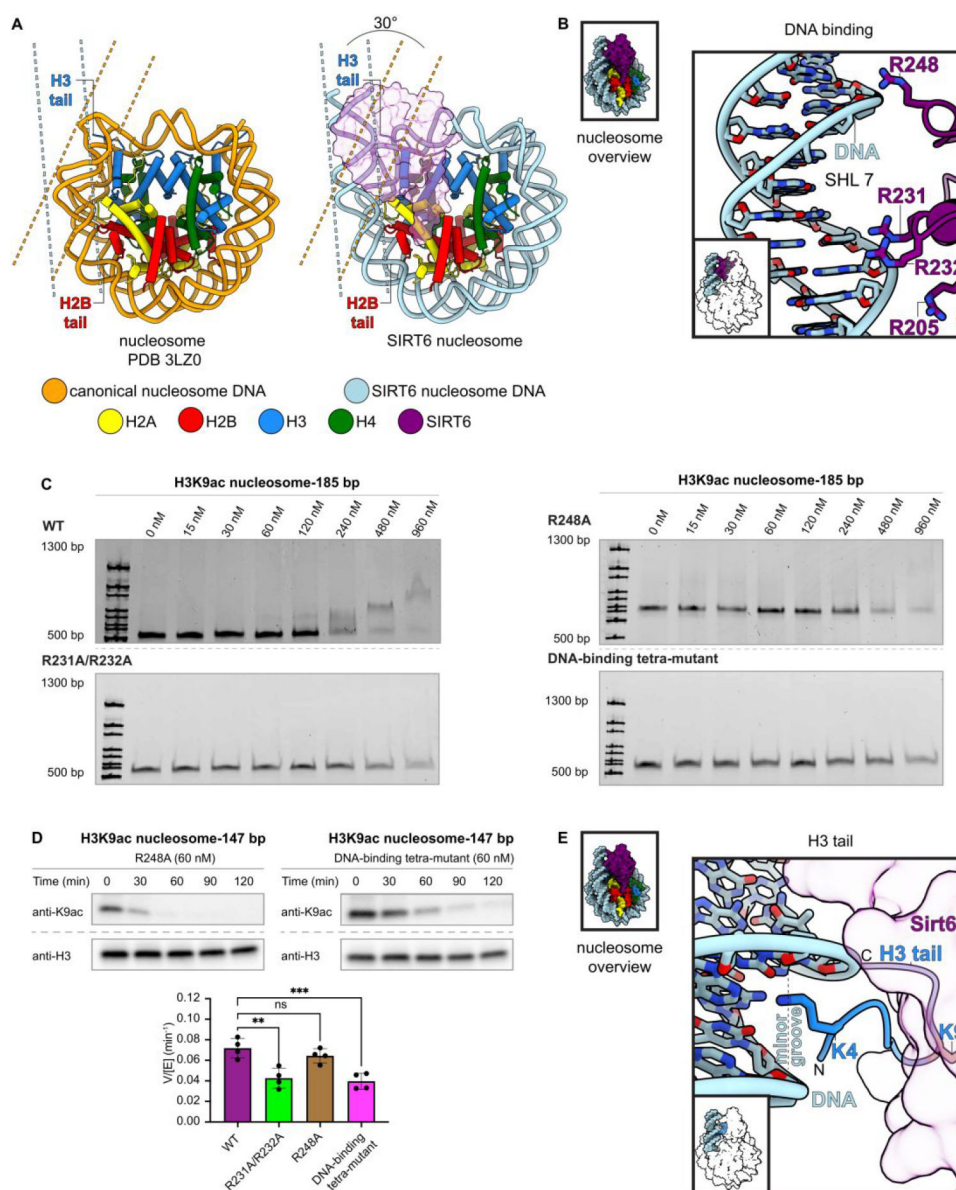 A
30°
H3
tail
H3
tail
H2B
tail
H2B
tail
nucleosome
PDB 3LZ0
SIRT6 nucleosome
canonical nucleosome DNA
SIRT6 nucleosome DNA
H2A
H2B
H3
H4
SIRT6
B
DNA binding
nucleosome
overview
R248
DNA
SHL 7
R231
R232
R205
C
H3K9ac nucleosome-185 bp
WT
0 nM 15 nM 30 nM 60 nM 120 nM 240 nM 480 nM 960 nM
1300 bp
500 bp
R231A/R232A
1300 bp
500 bp
H3K9ac nucleosome-185 bp
R248A
0 nM 15 nM 30 nM 60 nM 120 nM 240 nM 480 nM 960 nM
1300 bp
500 bp
DNA-binding tetra-mutant
1300 bp
500 bp
D
H3K9ac nucleosome-147 bp
R248A (60 nM)
Time (min) 0 30 60 90 120
anti-K9ac
anti-H3
H3K9ac nucleosome-147 bp
DNA-binding tetra-mutant (60 nM)
Time (min) 0 30 60 90 120
anti-K9ac
anti-H3
V/[E] (min⁻¹)
0.12
0.10
0.08
0.06
0.04
0.02
0.00
***
ns
**
WT
R231A/R232A
R248A
DNA-binding
tetra-mutant
E
H3 tail
nucleosome
overview
Sirt6
C
H3 tail
minor
groove
K4
N
DNA